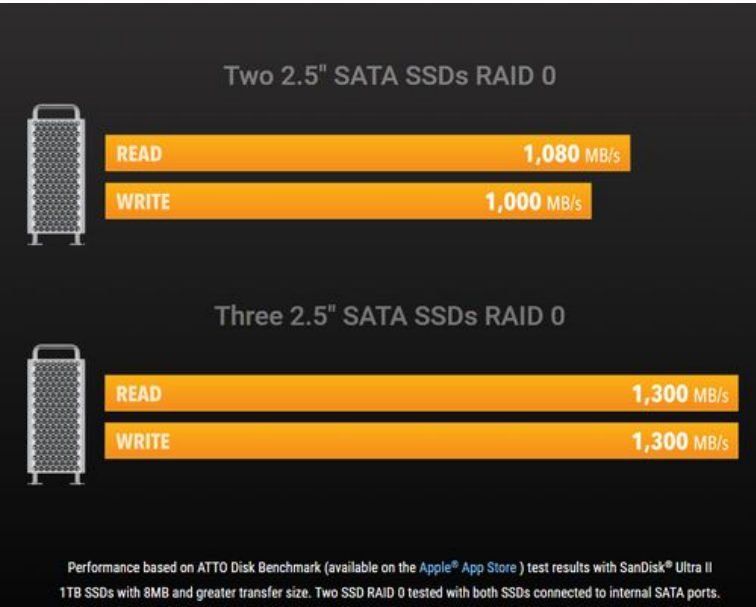 Two 2.5" SATA SSDs RAID 0
READ 1,080 MB/s
WRITE 1,000 MB/s
Three 2.5" SATA SSDs RAID 0
READ 1,300 MB/s
WRITE 1,300 MB/s
Performance based on ATTO Disk Benchmark (available on the Apple® App Store ) test results with SanDisk® Ultra II
1TB SSDs with 8MB and greater transfer size. Two SSD RAID 0 tested with both SSDs connected to internal SATA ports.